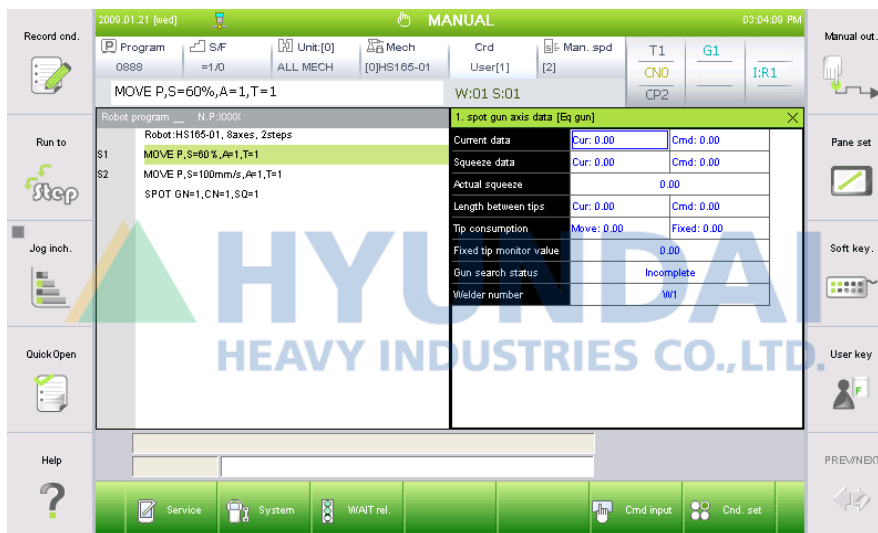 2009.01.21 [wed] MANUAL 03:04:09 PM
Record cnd.
Manual out.
P Program S/F Unit:[0] Mech Crd Man. spd T1 G1
0888 =1/0 ALL MECH [0]HS165-01 User[1] [2] CN0 I:R1
MOVE P,S=60%,A=1,T=1 W:01 S:01 CP2
Robot program __ N.P:XXXX
1. spot gun axis data [Eq gun]
Robot:HS165-01, 8axes, 2steps
S1 MOVE P,S=60%,A=1,T=1
S2 MOVE P,S=100mm/s,A=1,T=1
SPOT GN=1,CN=1,SQ=1
Current data Cur: 0.00 Cmd: 0.00
Squeeze data Cur: 0.00 Cmd: 0.00
Actual squeeze 0.00
Length between tips Cur: 0.00 Cmd: 0.00
Tip consumption Move: 0.00 Fixed: 0.00
Fixed tip monitor value 0.00
Gun search status Incomplete
Welder number W1
Run to
Step
Jog inch.
Quick Open
Help
?
Pane set
Soft key.
User key
F
PREV/NEXT
HYUNDAI
HEAVY INDUSTRIES CO.,LTD.
Service System WAIT rel. Cmd input Cnd. set